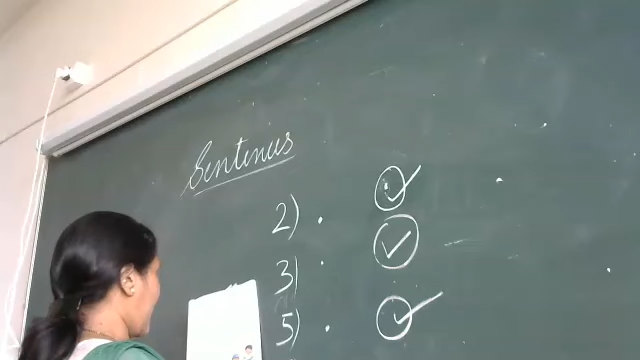 Sentences
2) . ✓
3) . ✓
5) . ✓